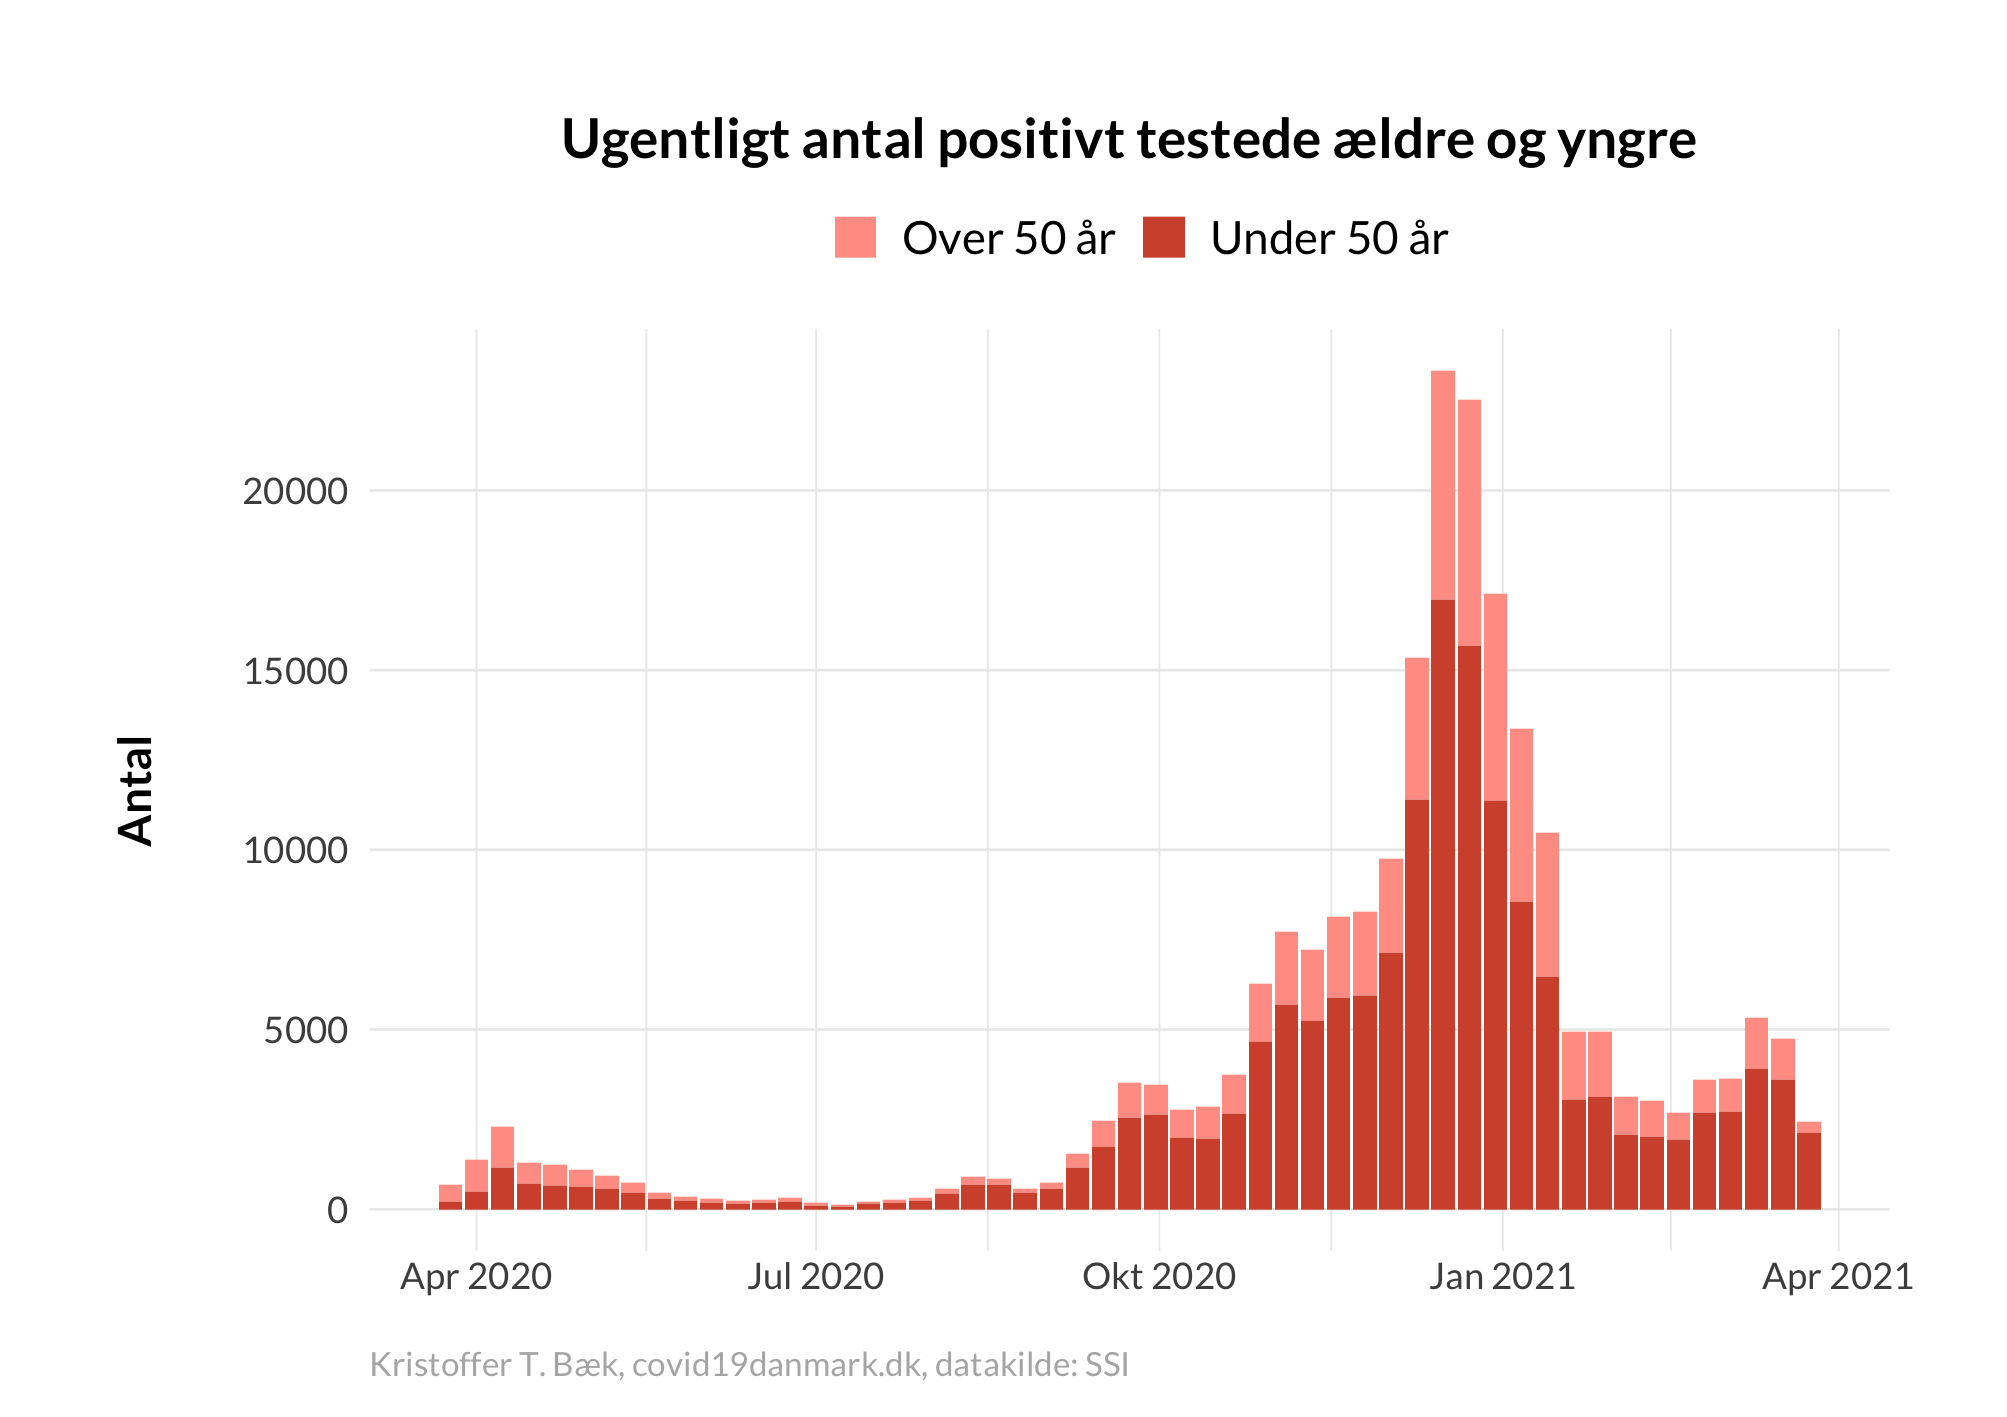 Ugentligt antal positivt testede ældre og yngre
Over 50 år
Under 50 år
Antal
20000
15000
10000
5000
0
Apr 2020
Jul 2020
Okt 2020
Jan 2021
Apr 2021
Kristoffer T. Bæk, covid19danmark.dk, datakilde: SSI